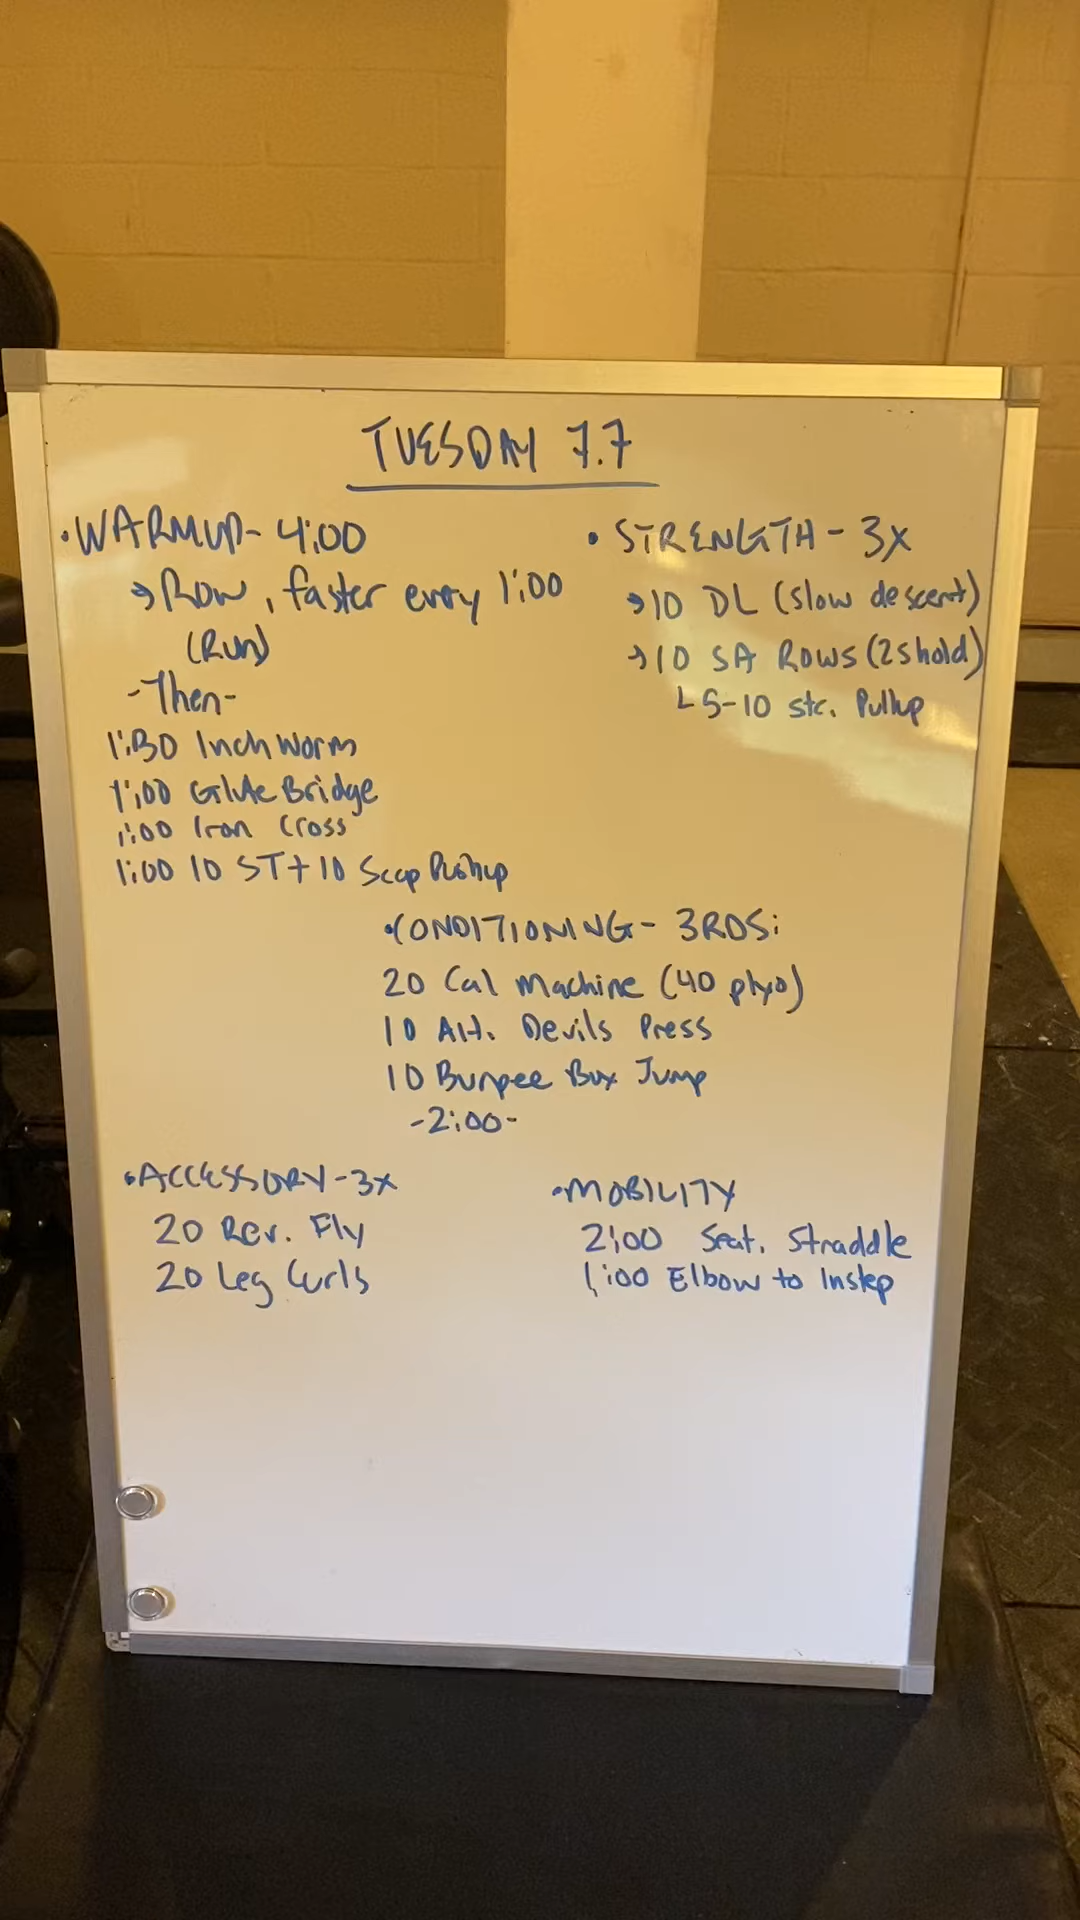 TUESDAY 7.7
•WARMUP- 4:00
→ Row, faster every 1:00
(Run)
-Then-
1:30 Inch Worm
1:00 Glute Bridge
1:00 Iron Cross
1:00 10 ST + 10 Scap Pushup
• STRENGTH - 3x
→10 DL (slow descent)
→10 SA Rows (2s hold)
5-10 Str. Pullup
•CONDITIONING- 3RDS:
20 Cal Machine (40 plyo)
10 Alt. Devils Press
10 Burpee Box Jump
-2:00-
•ACCESSORY-3x
20 Rev. Fly
20 Leg Curls
•MOBILITY
2:00 Seat. Straddle
1:00 Elbow to Instep